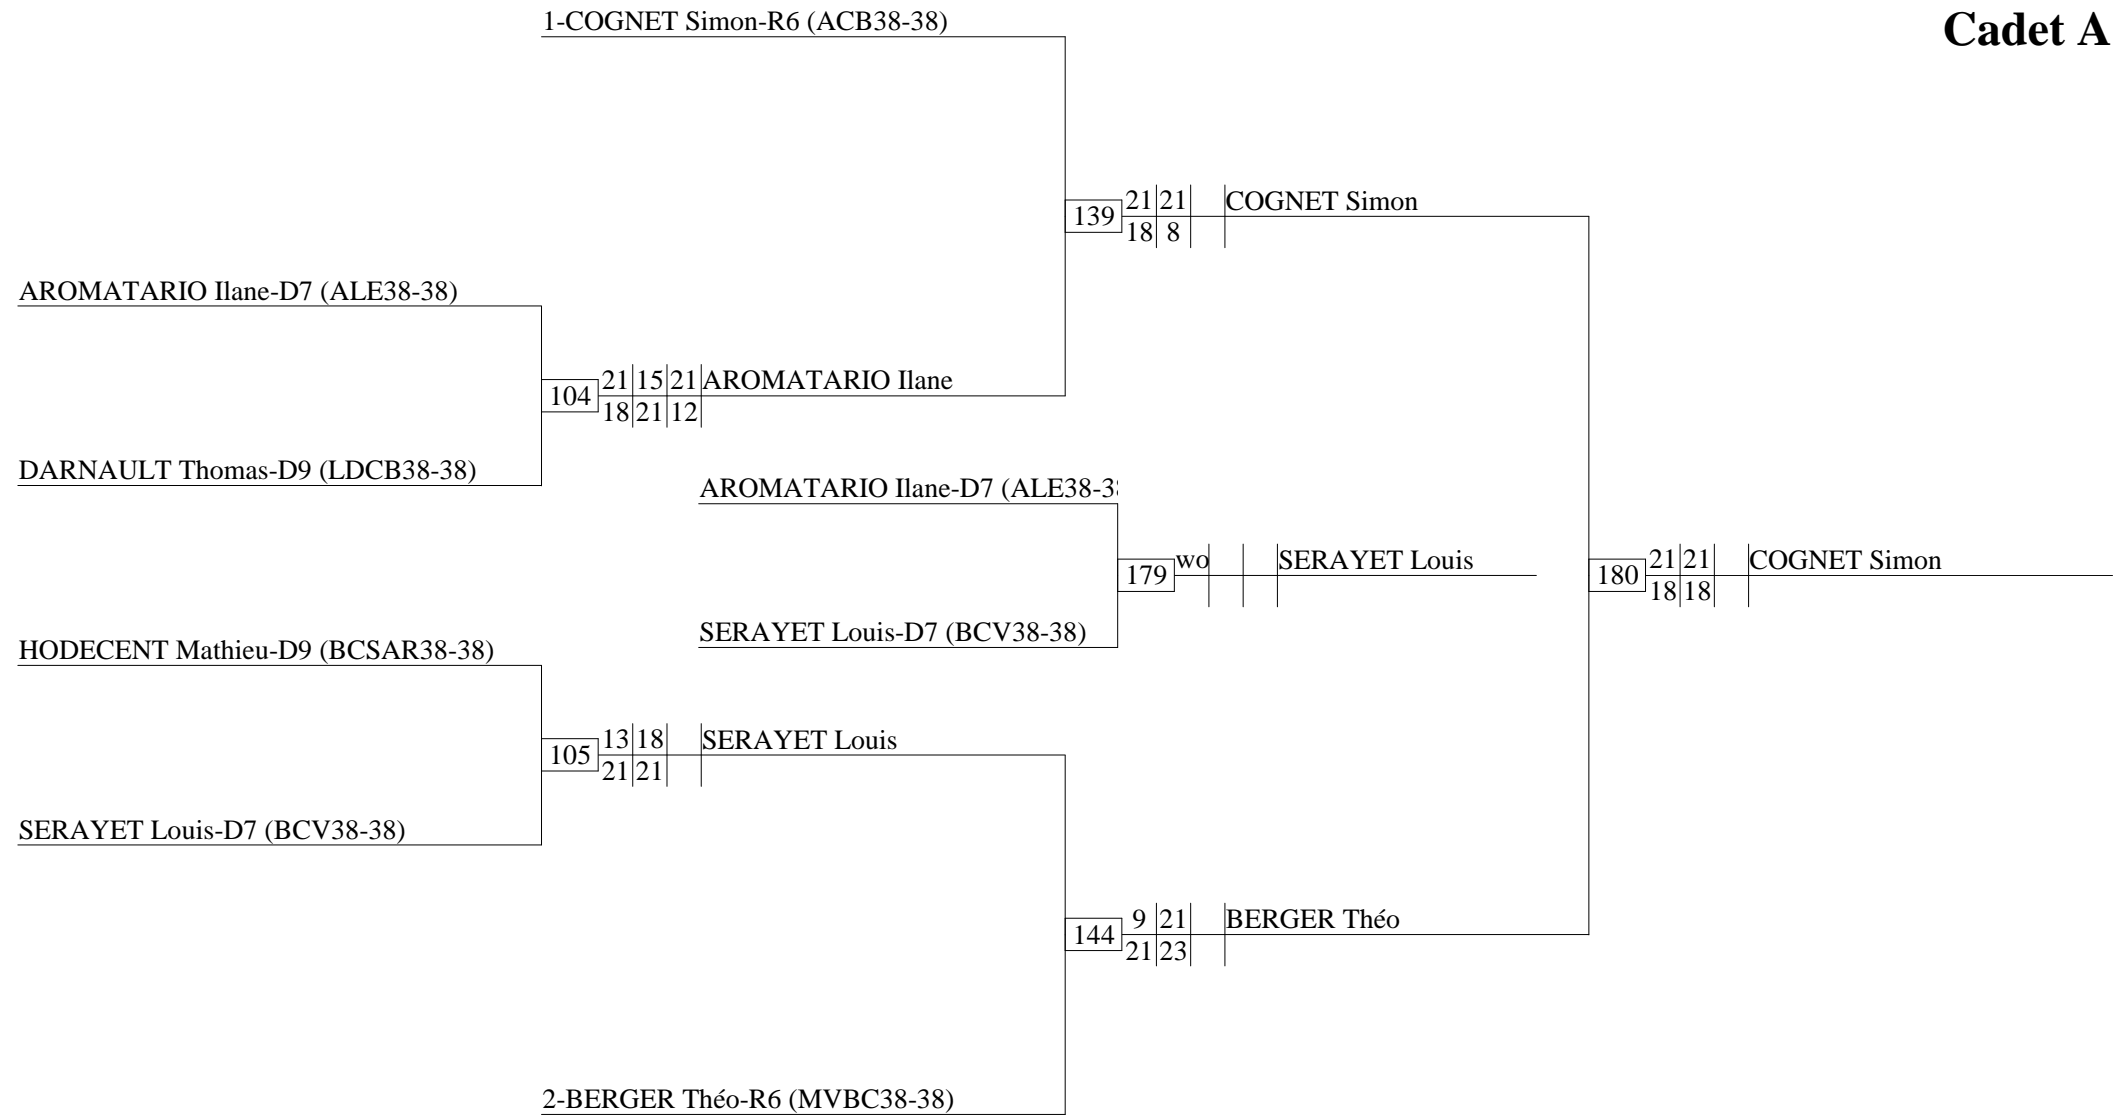 Cadet A
1-COGNET Simon-R6 (ACB38-38)
139 21 21 COGNET Simon
18 8
AROMATARIO Ilane-D7 (ALE38-38)
104 21 15 21 AROMATARIO Ilane
18 21 12
DARNAULT Thomas-D9 (LDCB38-38)
AROMATARIO Ilane-D7 (ALE38-3
179 wo SERAYET Louis
180 21 21 COGNET Simon
18 18
SERAYET Louis-D7 (BCV38-38)
HODECENT Mathieu-D9 (BCSAR38-38)
105 13 18 SERAYET Louis
21 21
SERAYET Louis-D7 (BCV38-38)
144 9 21 BERGER Théo
21 23
2-BERGER Théo-R6 (MVBC38-38)